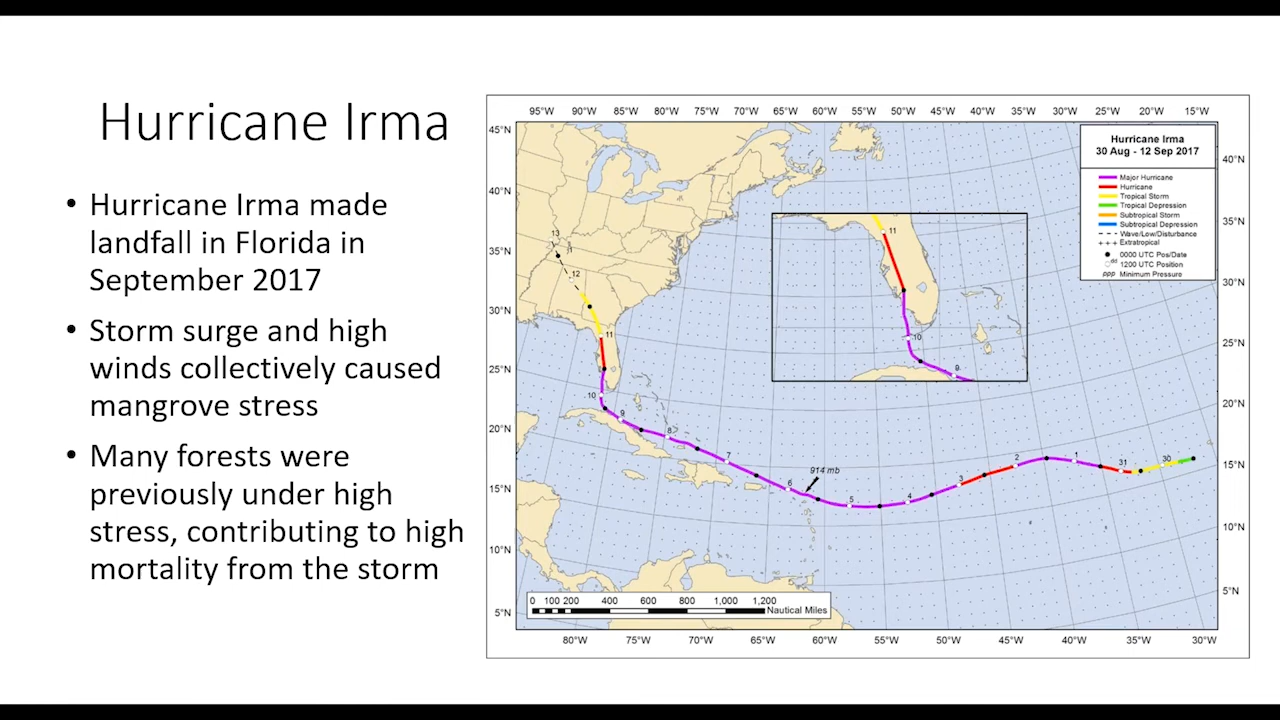 Hurricane Irma
• Hurricane Irma made
landfall in Florida in
September 2017
• Storm surge and high
winds collectively caused
mangrove stress
• Many forests were
previously under high
stress, contributing to high
mortality from the storm
95°W 90°W 85°W 80°W 75°W 70°W 65°W 60°W 55°W 50°W 45°W 40°W 35°W 30°W 25°W 20°W 15°W
45°N
40°N
35°N
30°N
25°N
20°N
15°N
10°N
5°N
Hurricane Irma
30 Aug - 12 Sep 2017
Major Hurricane
Hurricane
Tropical Storm
Tropical Depression
Subtropical Storm
Subtropical Depression
Wave/Low/Disturbance
+++ Extratropical
0000 UTC Pos/Date
dd 1200 UTC Position
PPP Minimum Pressure
40°N
35°N
30°N
25°N
20°N
15°N
10°N
5°N
11
10
9
13
12
11
10
9
8
7
6
914 mb
5
4
3
2
1
31
30
0 100 200 400 600 800 1,000 1,200
Nautical Miles
80°W 75°W 70°W 65°W 60°W 55°W 50°W 45°W 40°W 35°W 30°W